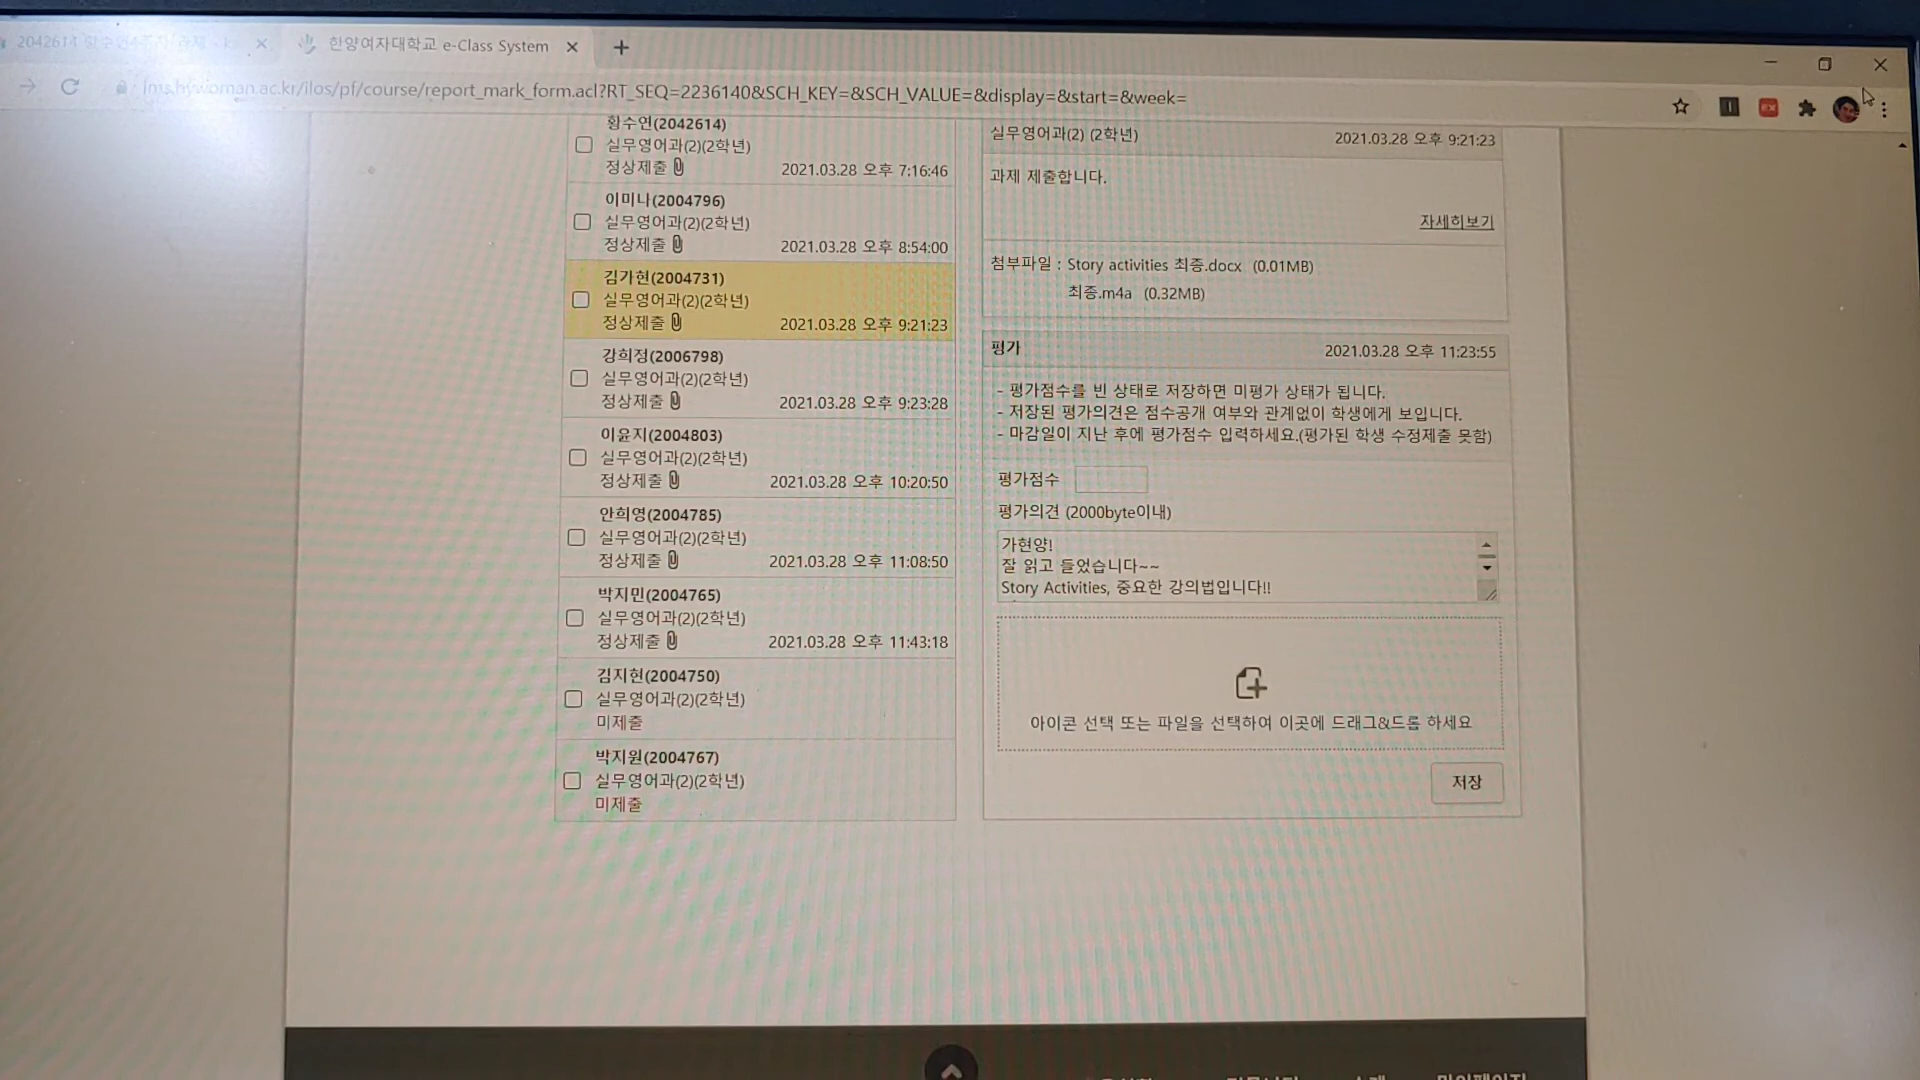 한양여자대학교 e-Class System
lms.hywoman.ac.kr/ilos/pf/course/report_mark_form.acl?RT_SEQ=2236140&SCH_KEY=&SCH_VALUE=&display=&start=&week=
황수연(2042614)
실무영어과(2)(2학년)
정상제출 2021.03.28 오후 7:16:46
이미나(2004796)
실무영어과(2)(2학년)
정상제출 2021.03.28 오후 8:54:00
김가현(2004731)
실무영어과(2)(2학년)
정상제출 2021.03.28 오후 9:21:23
강희정(2006798)
실무영어과(2)(2학년)
정상제출 2021.03.28 오후 9:23:28
이윤지(2004803)
실무영어과(2)(2학년)
정상제출 2021.03.28 오후 10:20:50
안희영(2004785)
실무영어과(2)(2학년)
정상제출 2021.03.28 오후 11:08:50
박지민(2004765)
실무영어과(2)(2학년)
정상제출 2021.03.28 오후 11:43:18
김지현(2004750)
실무영어과(2)(2학년)
미제출
박지원(2004767)
실무영어과(2)(2학년)
미제출
실무영어과(2) (2학년) 2021.03.28 오후 9:21:23
과제 제출합니다.
자세히보기
첨부파일 : Story activities 최종.docx (0.01MB)
최종.m4a (0.32MB)
평가 2021.03.28 오후 11:23:55
- 평가점수를 빈 상태로 저장하면 미평가 상태가 됩니다.
- 저장된 평가의견은 점수공개 여부와 관계없이 학생에게 보입니다.
- 마감일이 지난 후에 평가점수 입력하세요.(평가된 학생 수정제출 못함)
평가점수
평가의견 (2000byte이내)
가현양!
잘 읽고 들었습니다~~
Story Activities, 중요한 강의법입니다!!
아이콘 선택 또는 파일을 선택하여 이곳에 드래그&드롭 하세요
저장